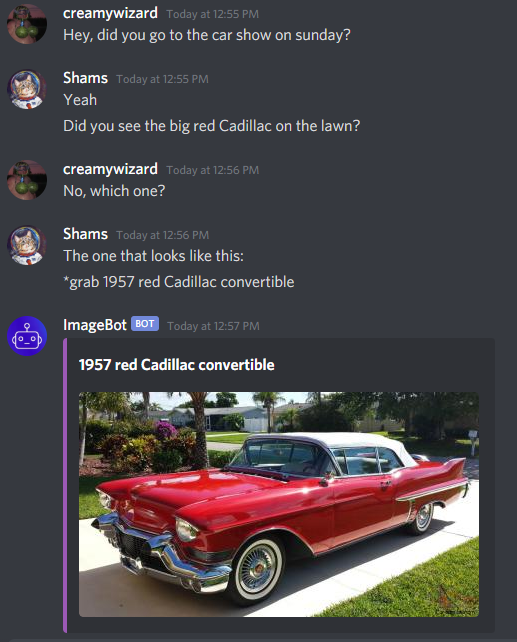 creamywizard Today at 12:55 PM
Hey, did you go to the car show on sunday?
Shams Today at 12:55 PM
Yeah
Did you see the big red Cadillac on the lawn?
creamywizard Today at 12:56 PM
No, which one?
Shams Today at 12:56 PM
The one that looks like this:
*grab 1957 red Cadillac convertible
ImageBot BOT Today at 12:57 PM
1957 red Cadillac convertible